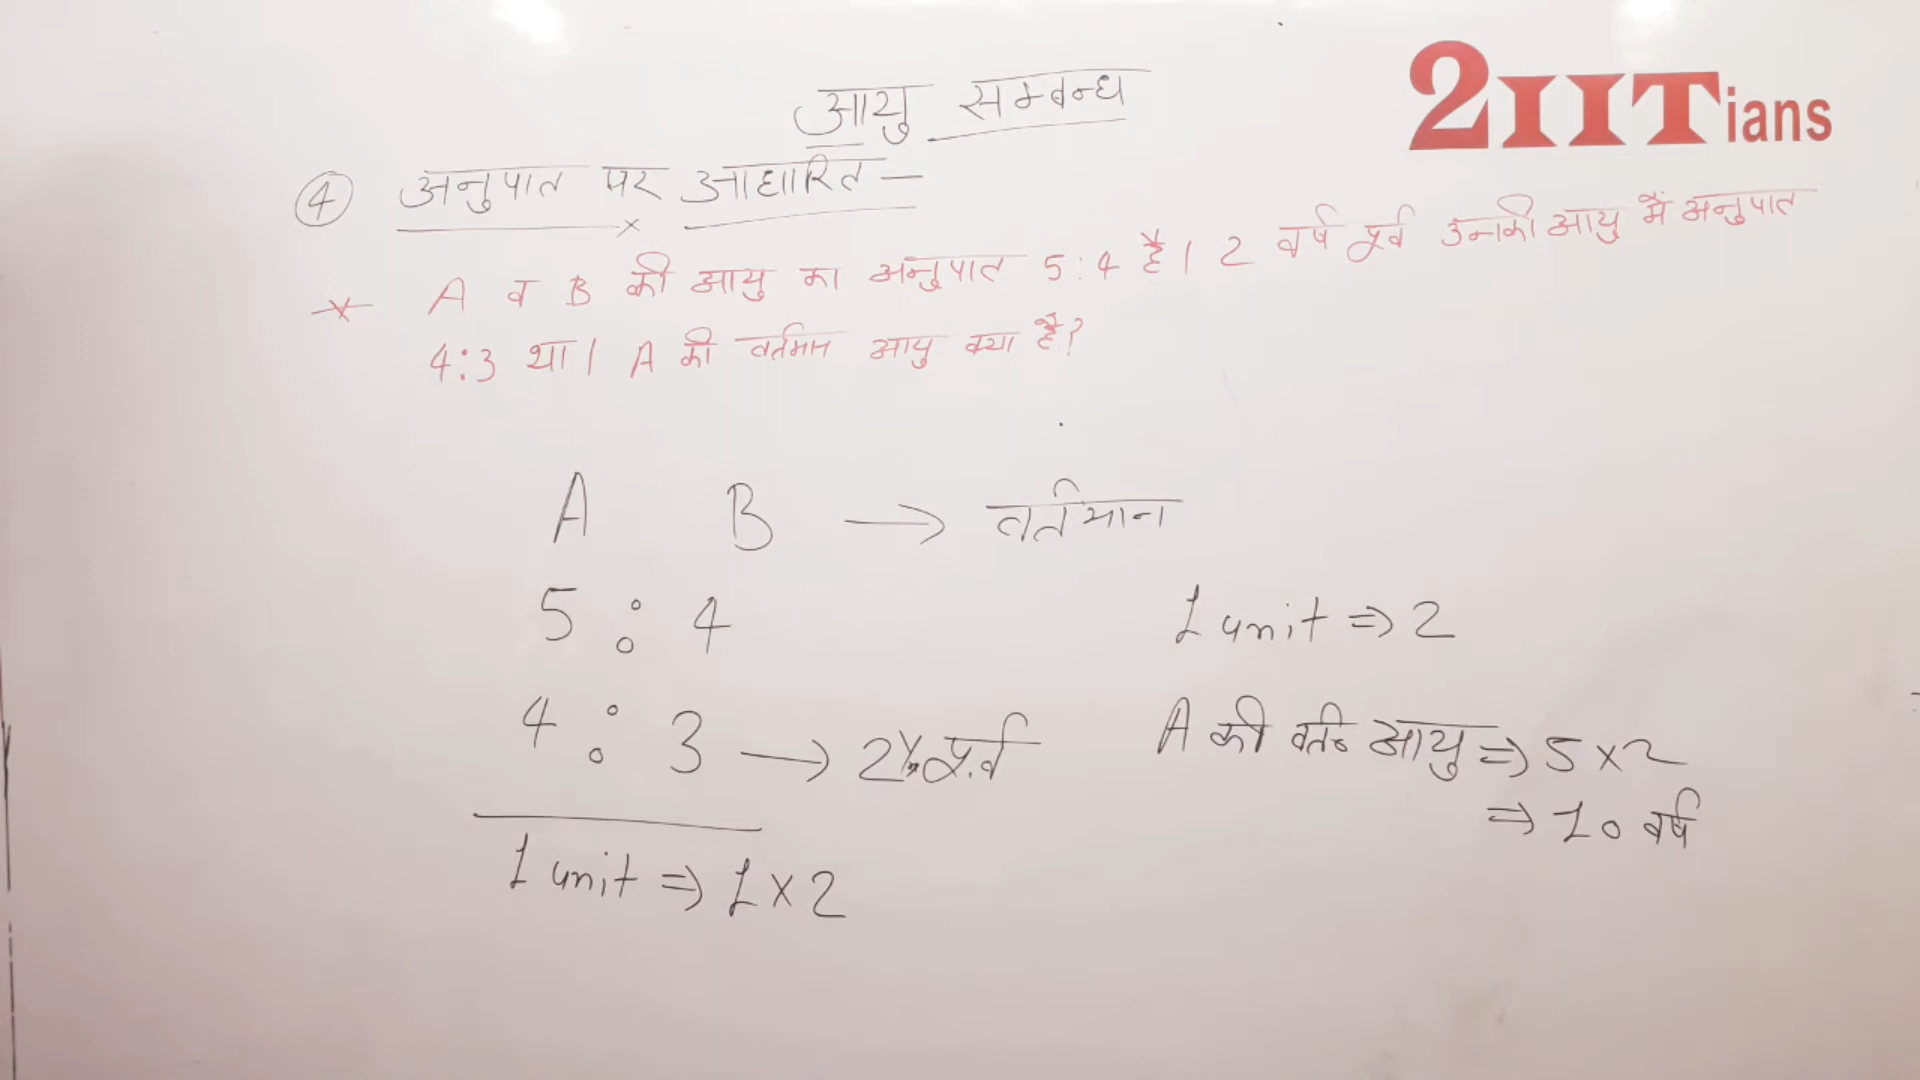 2IITians
आयु सम्बन्ध
④ अनुपात पर आधारित —
* A व B की आयु का अनुपात 5:4 है। 2 वर्ष पूर्व उनकी आयु में अनुपात
4:3 था। A की वर्तमान आयु क्या है?
A B → वर्तमान
5 : 4
4 : 3 → 2 व. पूर्व
1 unit ⇒ 1 x 2
1 unit ⇒ 2
A की वर्त. आयु ⇒ 5 x 2
⇒ 10 वर्ष